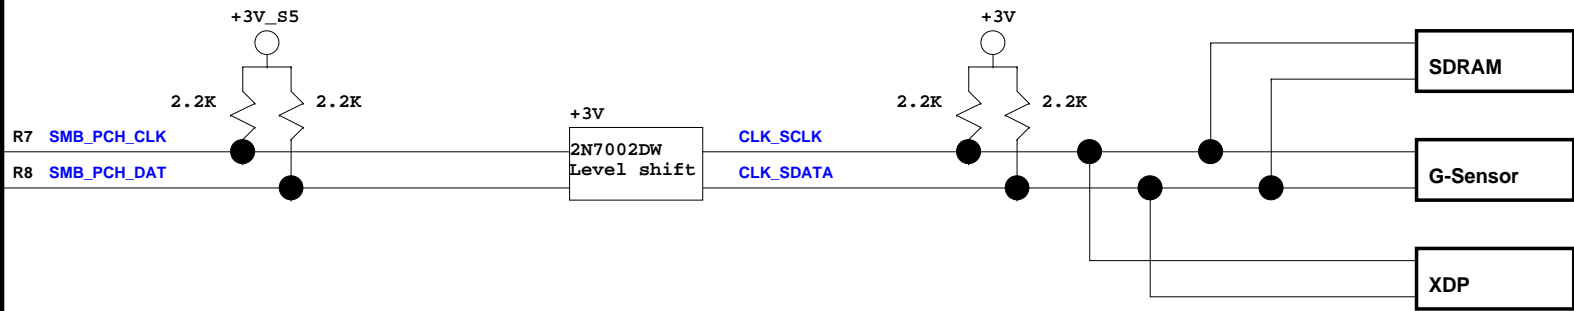 +3V_S5
+3V
2.2K
2.2K
2.2K
2.2K
SDRAM
+3V
R7 SMB_PCH_CLK
CLK_SCLK
2N7002DW
Level shift
R8 SMB_PCH_DAT
CLK_SDATA
G-Sensor
XDP